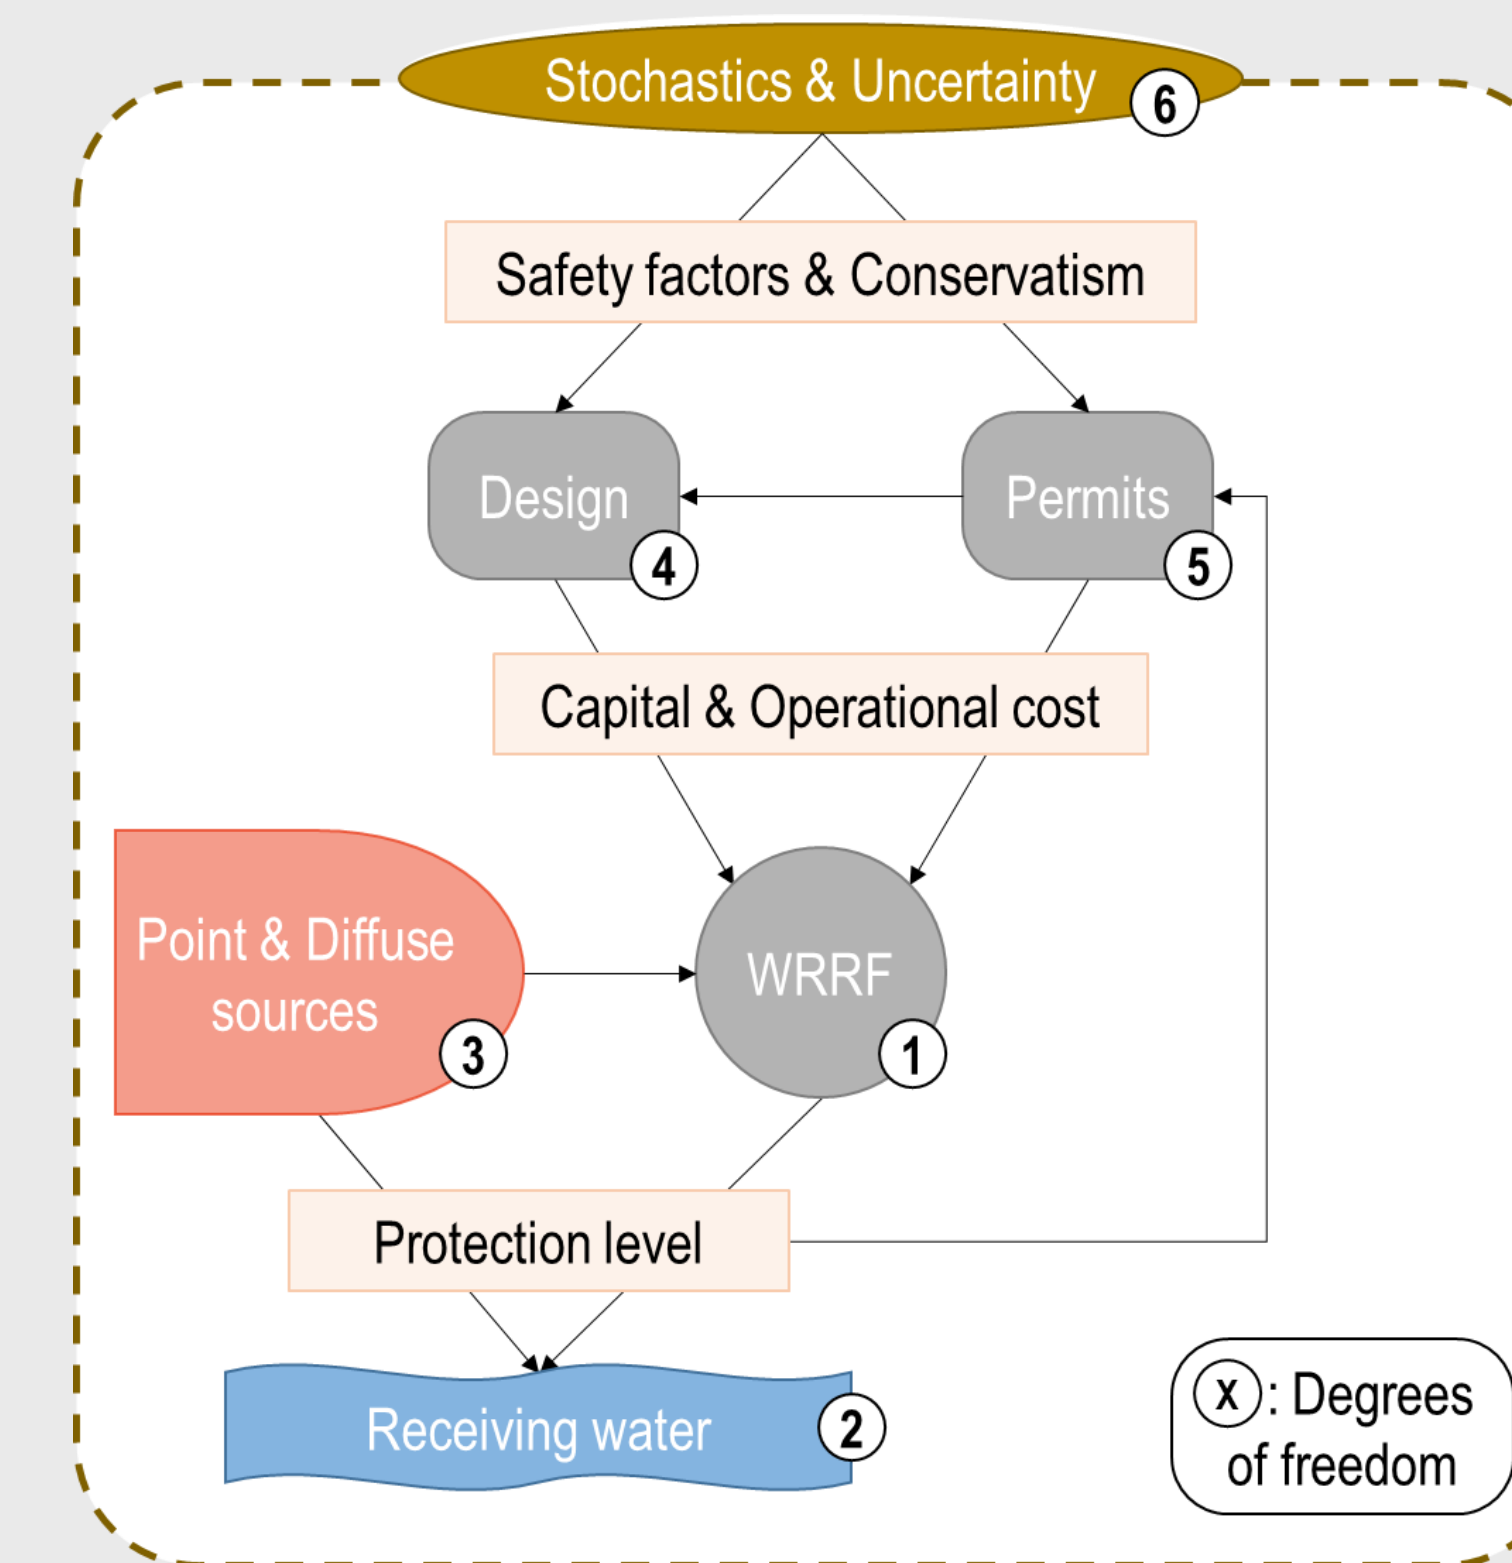 Stochastics & Uncertainty
6
Safety factors & Conservatism
Design
4
Permits
5
Capital & Operational cost
Point & Diffuse
sources
3
WRRF
1
Protection level
Receiving water
2
X : Degrees
of freedom